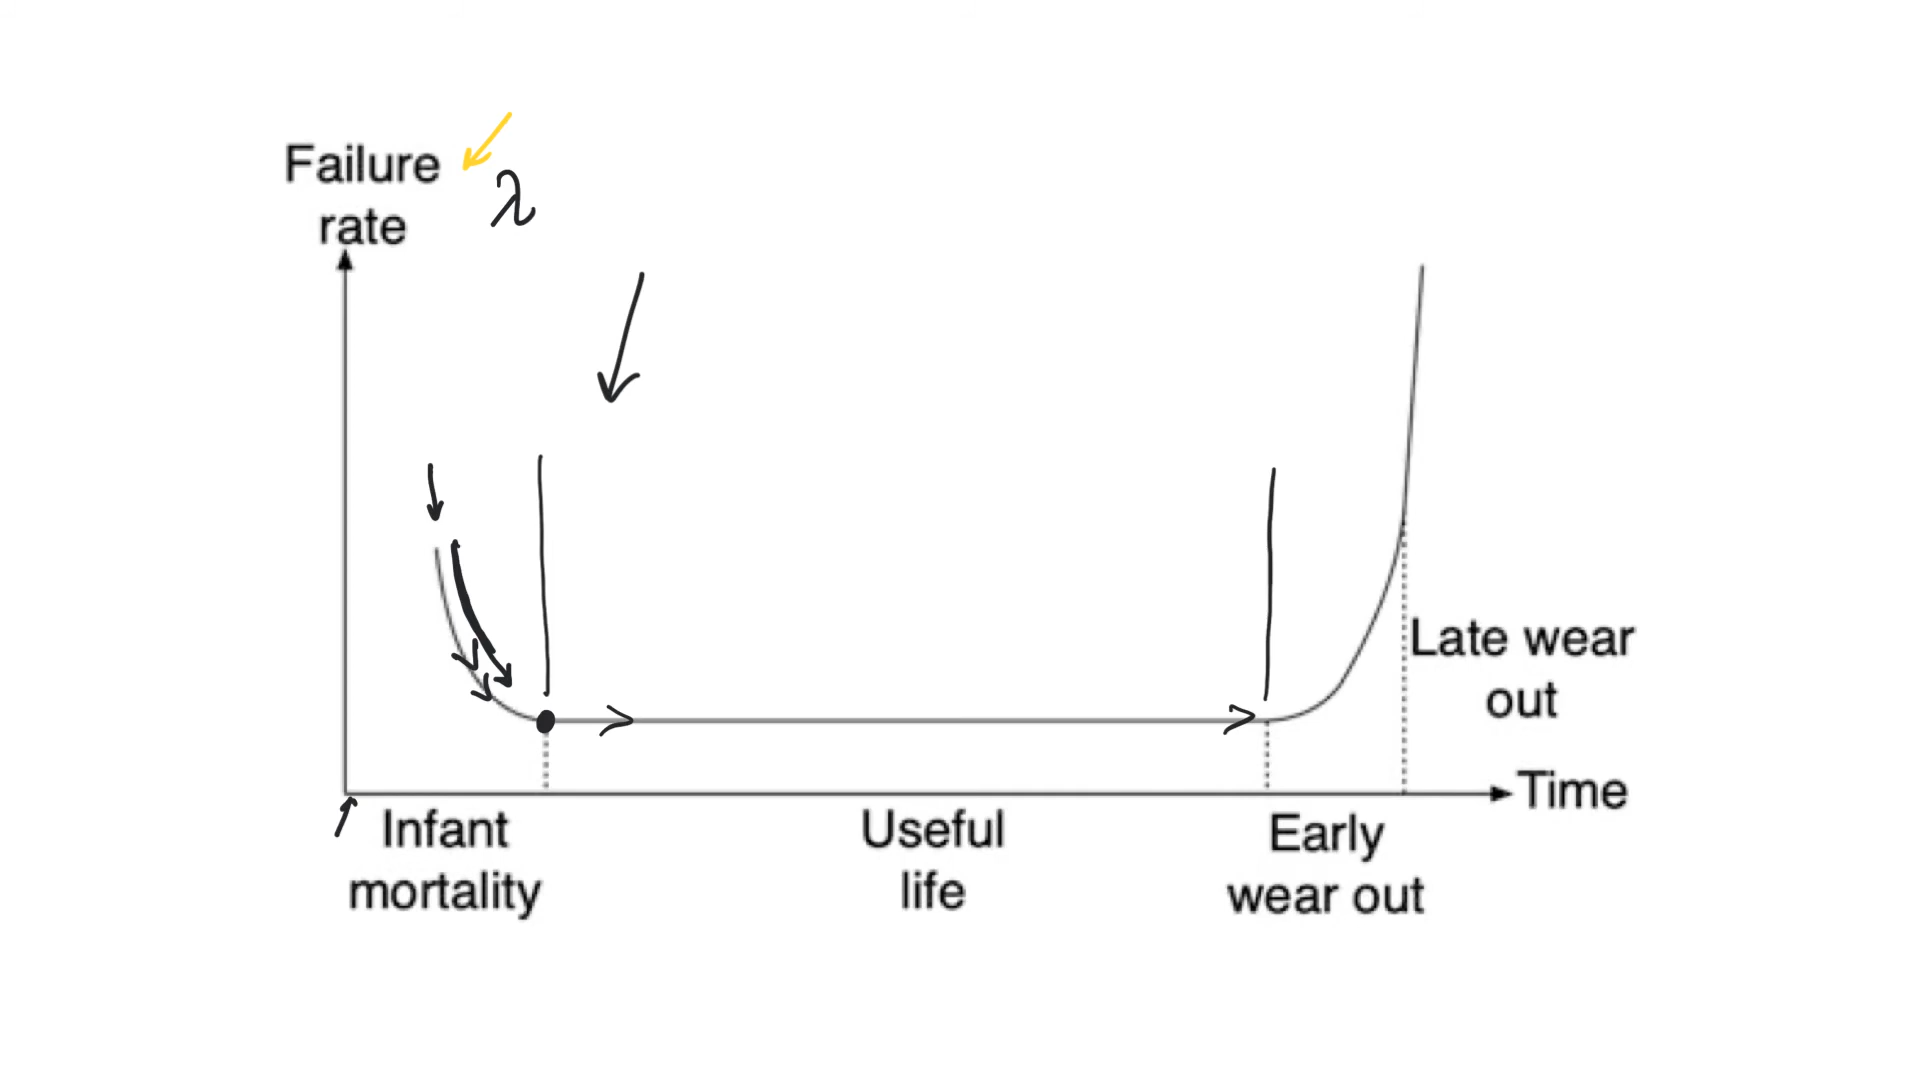 Failure
rate
λ
Late wear
out
Time
Infant
mortality
Useful
life
Early
wear out